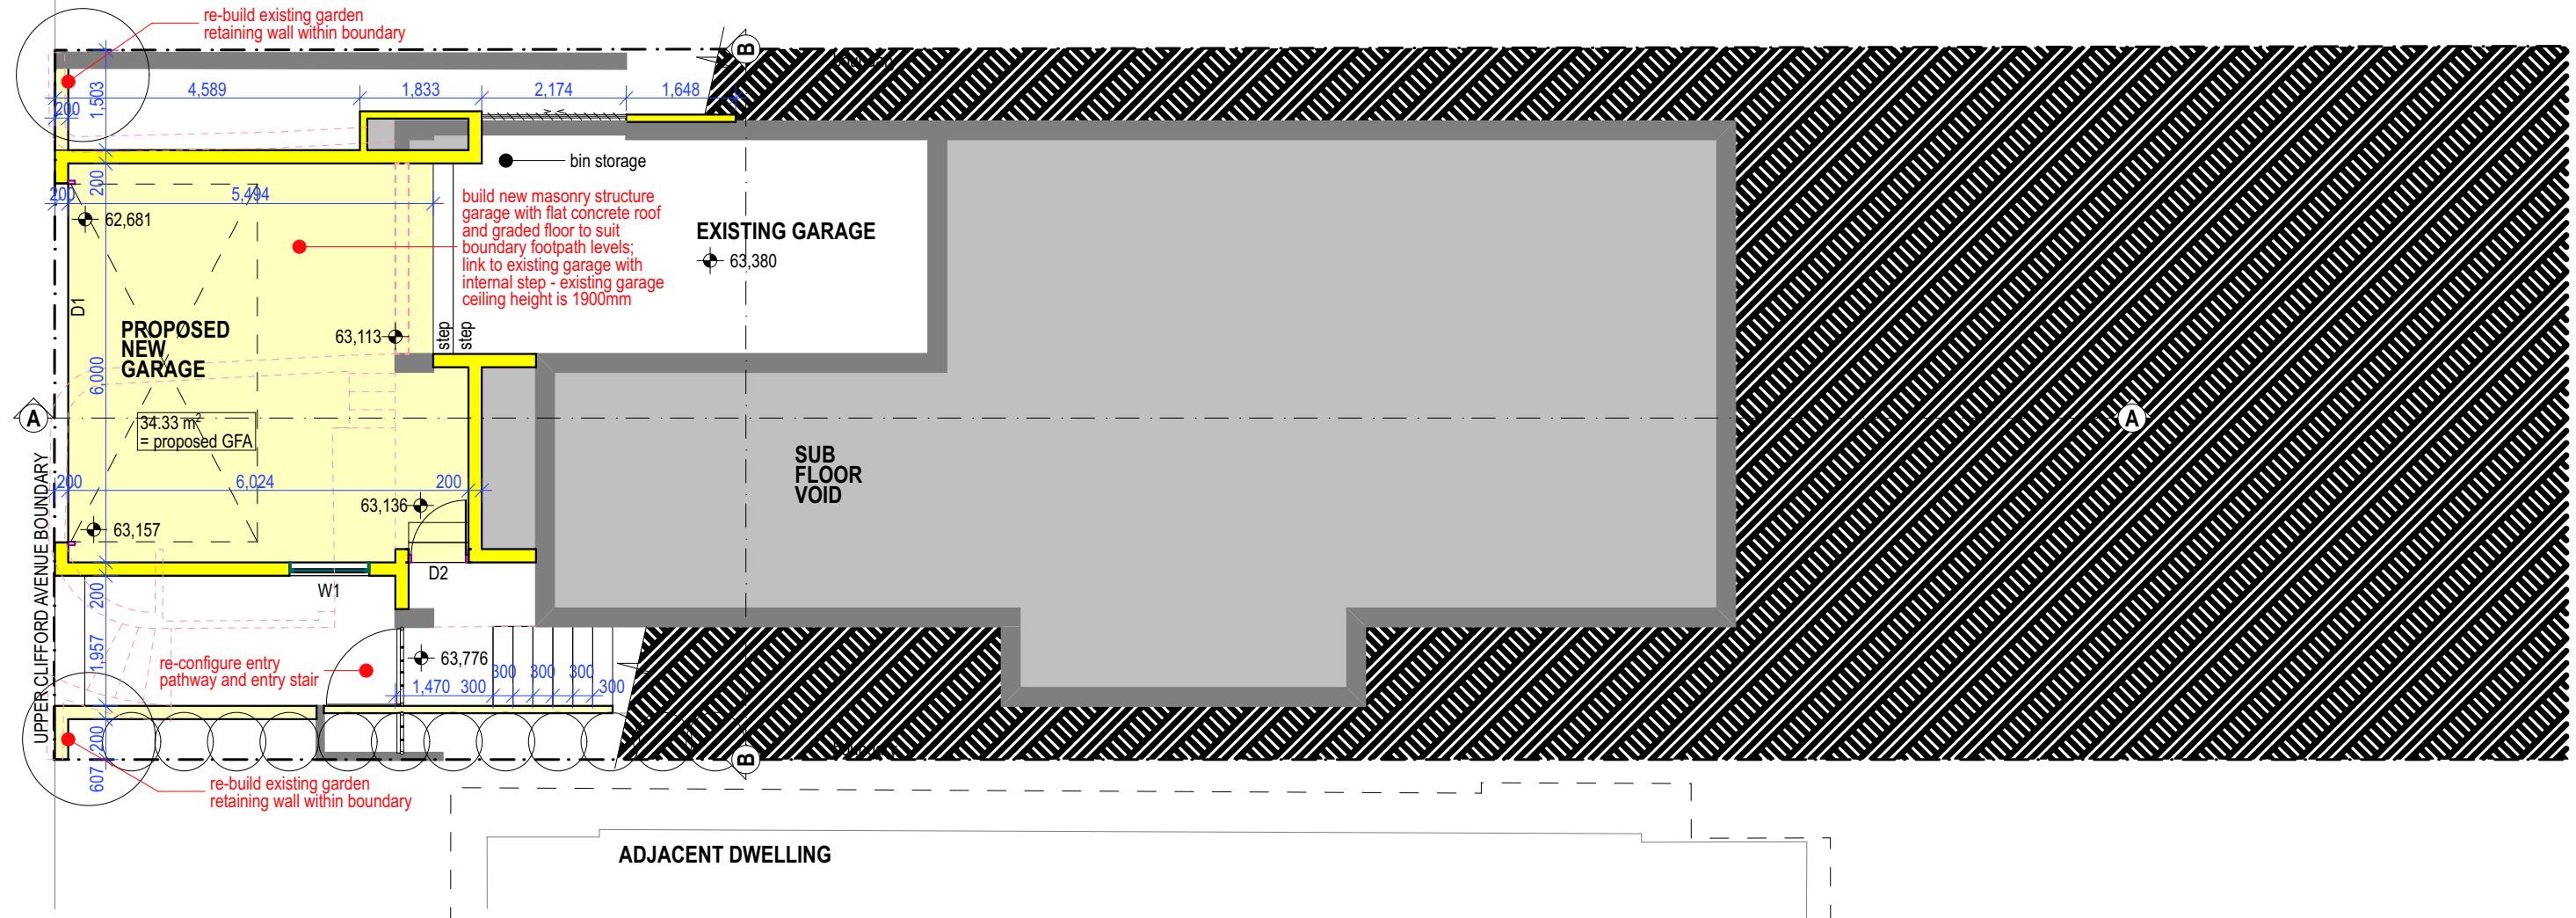 re-build existing garden
retaining wall within boundary
B
4,589
1,833
2,174
1,648
200
1,503
bin storage
200
200
5,494
62,681
build new masonry structure
garage with flat concrete roof
and graded floor to suit
boundary footpath levels;
link to existing garage with
internal step - existing garage
ceiling height is 1900mm
EXISTING GARAGE
63,380
D1
PROPOSED
NEW
GARAGE
63,113
step
step
6,000
A
34.33 m²
= proposed GFA
A
SUB
FLOOR
VOID
200
6,024
200
63,136
63,157
UPPER CLIFFORD AVENUE BOUNDARY
W1
D2
200
1,957
re-configure entry
pathway and entry stair
63,776
1,470
300
300
300
300
300
200
607
B
re-build existing garden
retaining wall within boundary
ADJACENT DWELLING